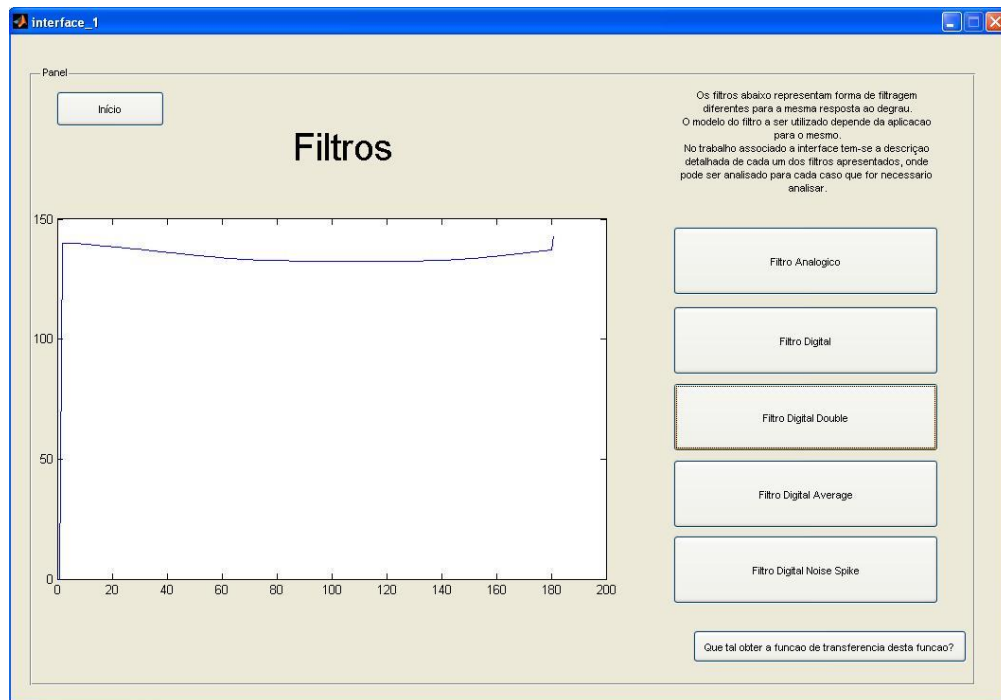 interface_1
Panel
Início
Os filtros abaixo representam forma de filtragem
diferentes para a mesma resposta ao degrau.
O modelo do filtro a ser utilizado depende da aplicacao
para o mesmo.
No trabalho associado a interface tem-se a descriçao
detalhada de cada um dos filtros apresentados, onde
pode ser analisado para cada caso que for necessario
analisar.
Filtros
150
100
50
0
0 20 40 60 80 100 120 140 160 180 200
Filtro Analogico
Filtro Digital
Filtro Digital Double
Filtro Digital Average
Filtro Digital Noise Spike
Que tal obter a funcao de transferencia desta funcao?